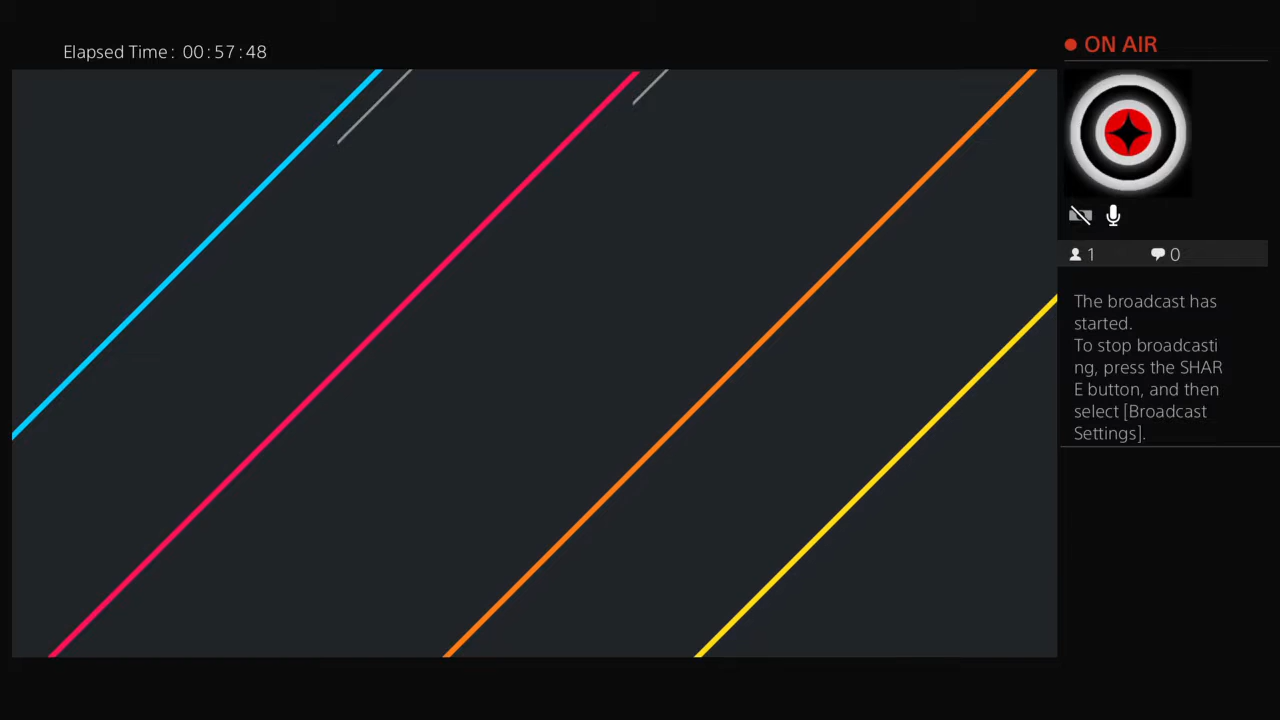 Elapsed Time: 00:57:48
ON AIR
1 0
The broadcast has
started.
To stop broadcasti
ng, press the SHAR
E button, and then
select [Broadcast
Settings].